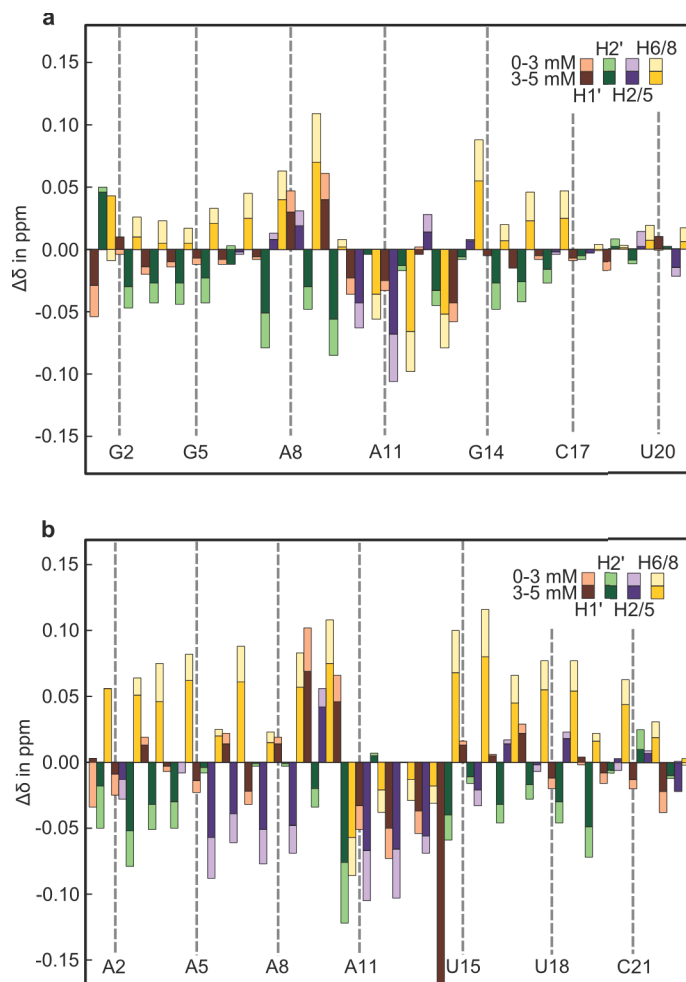 a
0.15
H2' H6/8
0-3 mM
3-5 mM
H1' H2/5
0.10
0.05
0.00
-0.05
-0.10
-0.15
Δδ in ppm
G2 G5 A8 A11 G14 C17 U20
b
0.15
H2' H6/8
0-3 mM
3-5 mM
H1' H2/5
0.10
0.05
0.00
-0.05
-0.10
-0.15
Δδ in ppm
A2 A5 A8 A11 U15 U18 C21